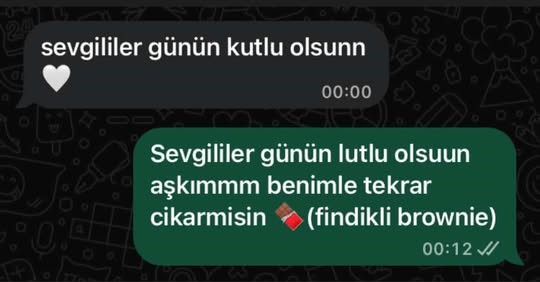 sevgililer günün kutlu olsunn
🤍
00:00
Sevgililer günün lutlu olsuun
aşkımmm benimle tekrar
cikarmisin 🍫(findikli brownie)
00:12